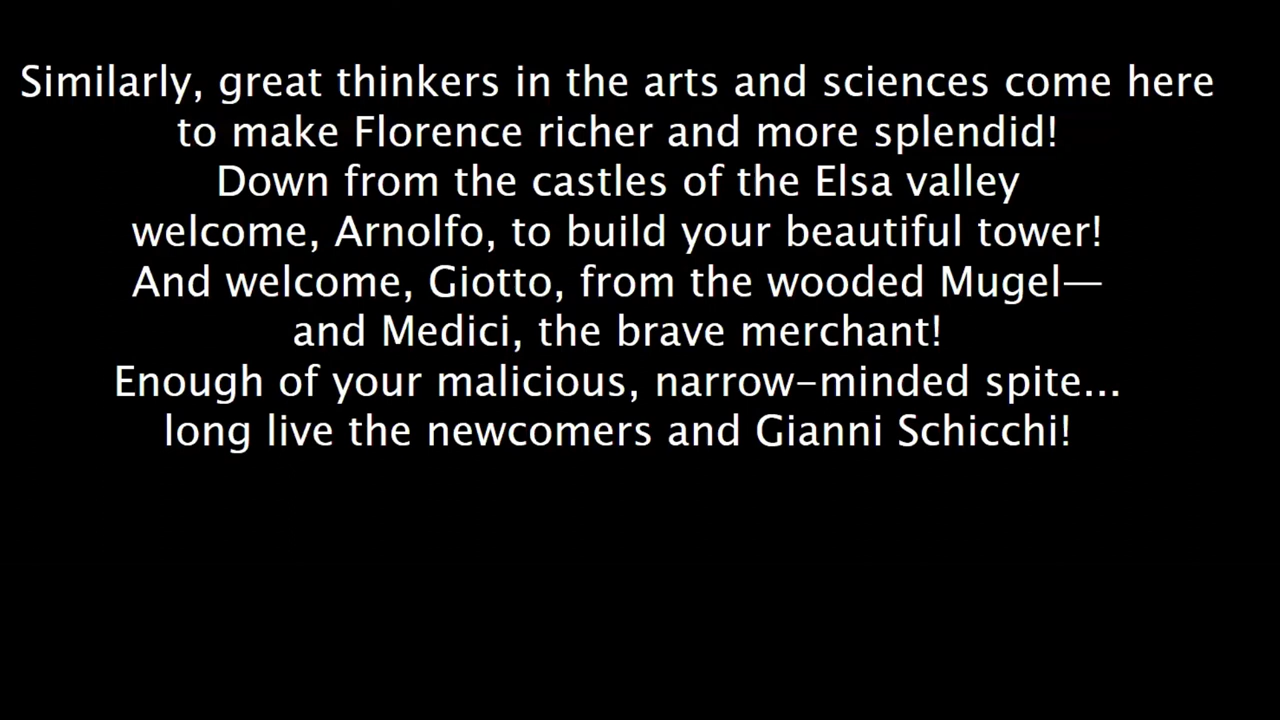 Similarly, great thinkers in the arts and sciences come here
to make Florence richer and more splendid!
Down from the castles of the Elsa valley
welcome, Arnolfo, to build your beautiful tower!
And welcome, Giotto, from the wooded Mugel—
and Medici, the brave merchant!
Enough of your malicious, narrow-minded spite...
long live the newcomers and Gianni Schicchi!